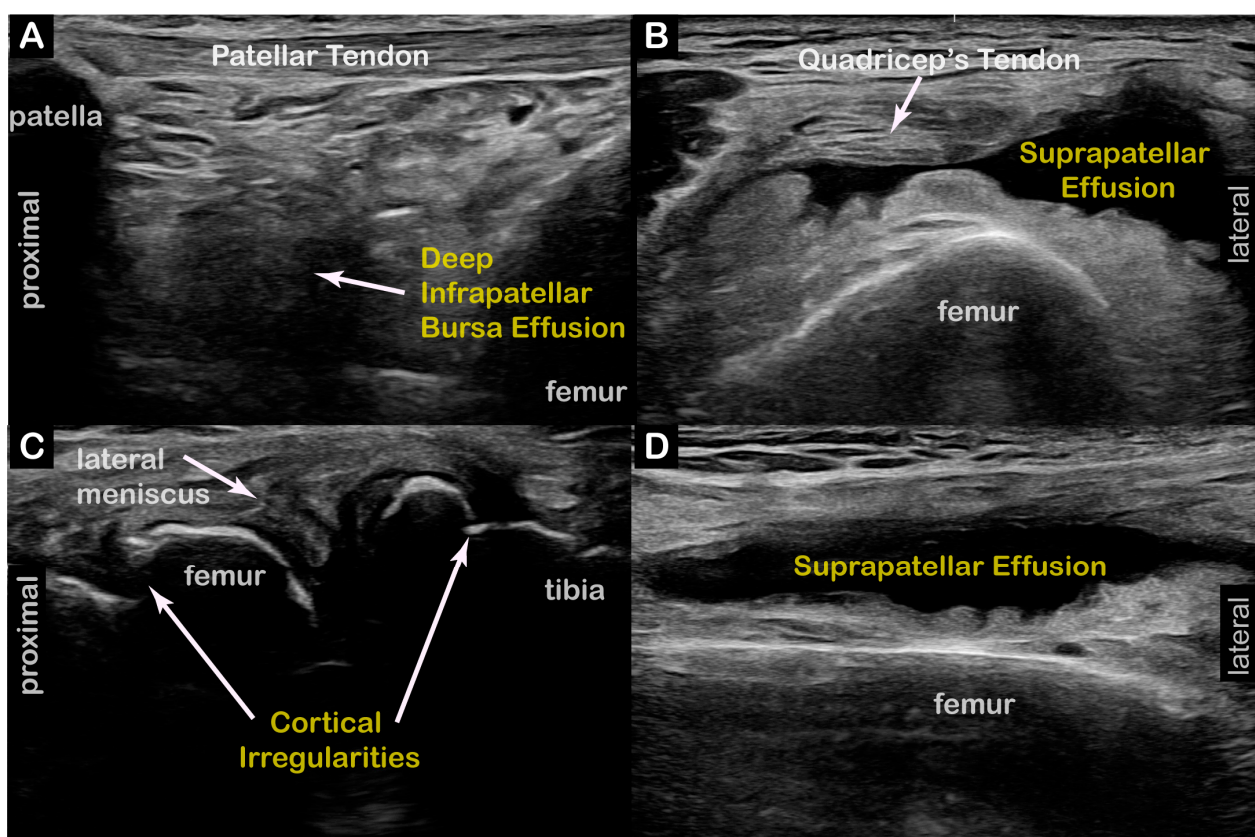 A
Patellar Tendon
patella
proximal
Deep
Infrapatellar
Bursa Effusion
femur
B
Quadricep's Tendon
Suprapatellar
Effusion
lateral
femur
C
lateral
meniscus
femur
tibia
proximal
Cortical
Irregularities
D
Suprapatellar Effusion
lateral
femur